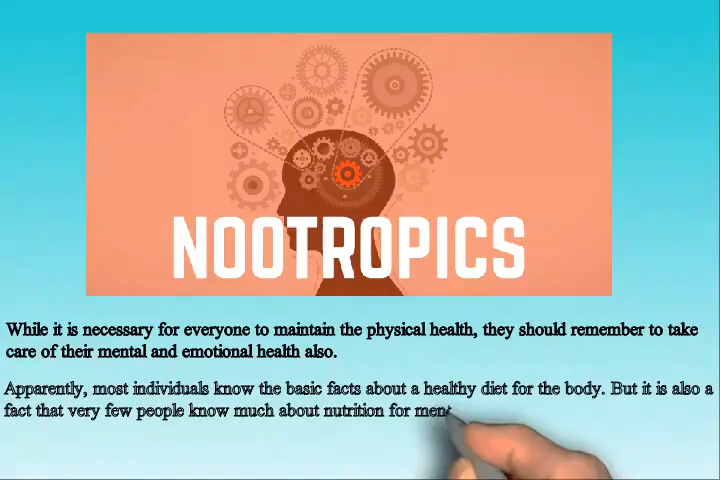 NOOTROPICS
While it is necessary for everyone to maintain the physical health, they should remember to take
care of their mental and emotional health also.
Apparently, most individuals know the basic facts about a healthy diet for the body. But it is also a
fact that very few people know much about nutrition for men